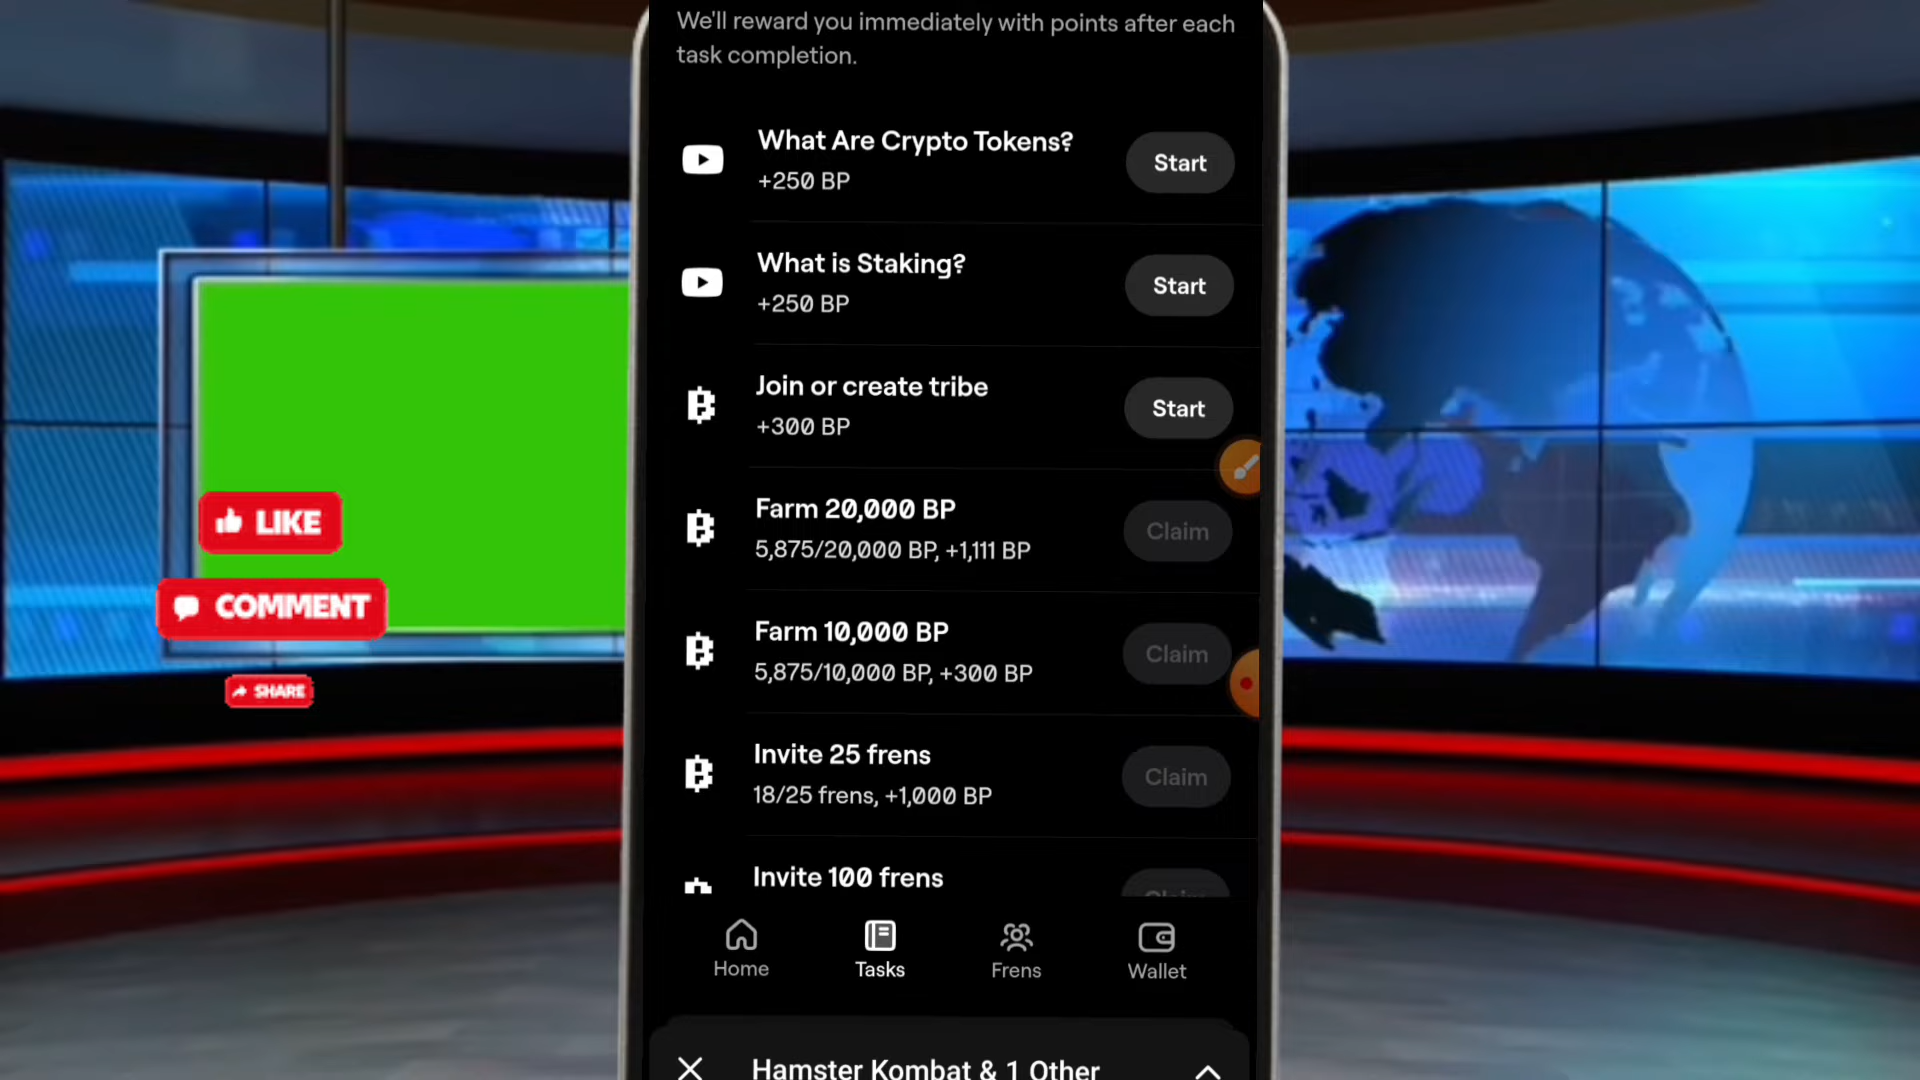 We'll reward you immediately with points after each
task completion.
What Are Crypto Tokens?
+250 BP
Start
What is Staking?
+250 BP
Start
Join or create tribe
+300 BP
Start
Farm 20,000 BP
5,875/20,000 BP, +1,111 BP
Claim
Farm 10,000 BP
5,875/10,000 BP, +300 BP
Claim
Invite 25 frens
18/25 frens, +1,000 BP
Claim
Invite 100 frens
Claim
Home
Tasks
Frens
Wallet
Hamster Kombat & 1 Other
LIKE
COMMENT
SHARE